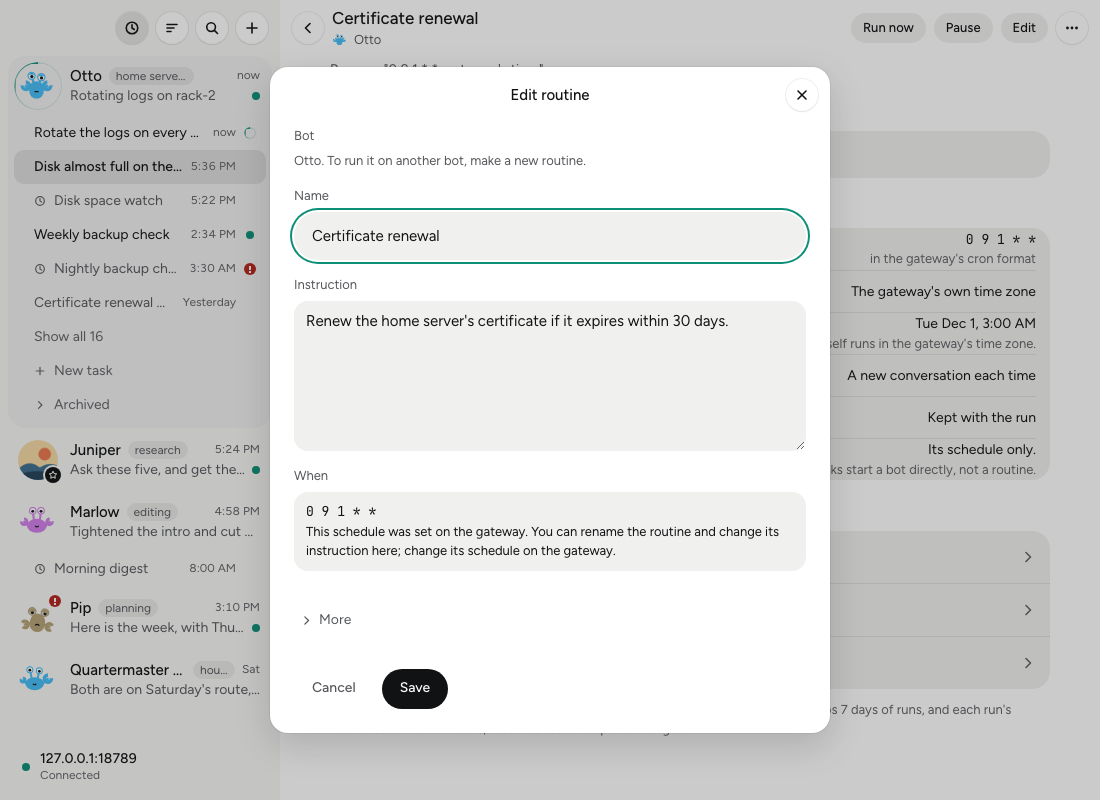 Certificate renewal
Otto
Run now
Pause
Edit
Otto
home serve...
now
Rotating logs on rack-2
Rotate the logs on every ...
now
Disk almost full on the...
5:36 PM
Disk space watch
5:22 PM
Weekly backup check
2:34 PM
Nightly backup ch...
3:30 AM
Certificate renewal ...
Yesterday
Show all 16
New task
Archived
Juniper
research
5:24 PM
Ask these five, and get the...
Marlow
editing
4:58 PM
Tightened the intro and cut ...
Morning digest
8:00 AM
Pip
planning
3:10 PM
Here is the week, with Thu...
Quartermaster ...
hou...
Sat
Both are on Saturday's route,...
127.0.0.1:18789
Connected
Edit routine
Bot
Otto. To run it on another bot, make a new routine.
Name
Certificate renewal
Instruction
Renew the home server's certificate if it expires within 30 days.
When
0 9 1 * *
This schedule was set on the gateway. You can rename the routine and change its
instruction here; change its schedule on the gateway.
More
Cancel
Save
0 9 1 * *
in the gateway's cron format
The gateway's own time zone
Tue Dec 1, 3:00 AM
runs in the gateway's time zone.
A new conversation each time
Kept with the run
Its schedule only.
start a bot directly, not a routine.
7 days of runs, and each run's